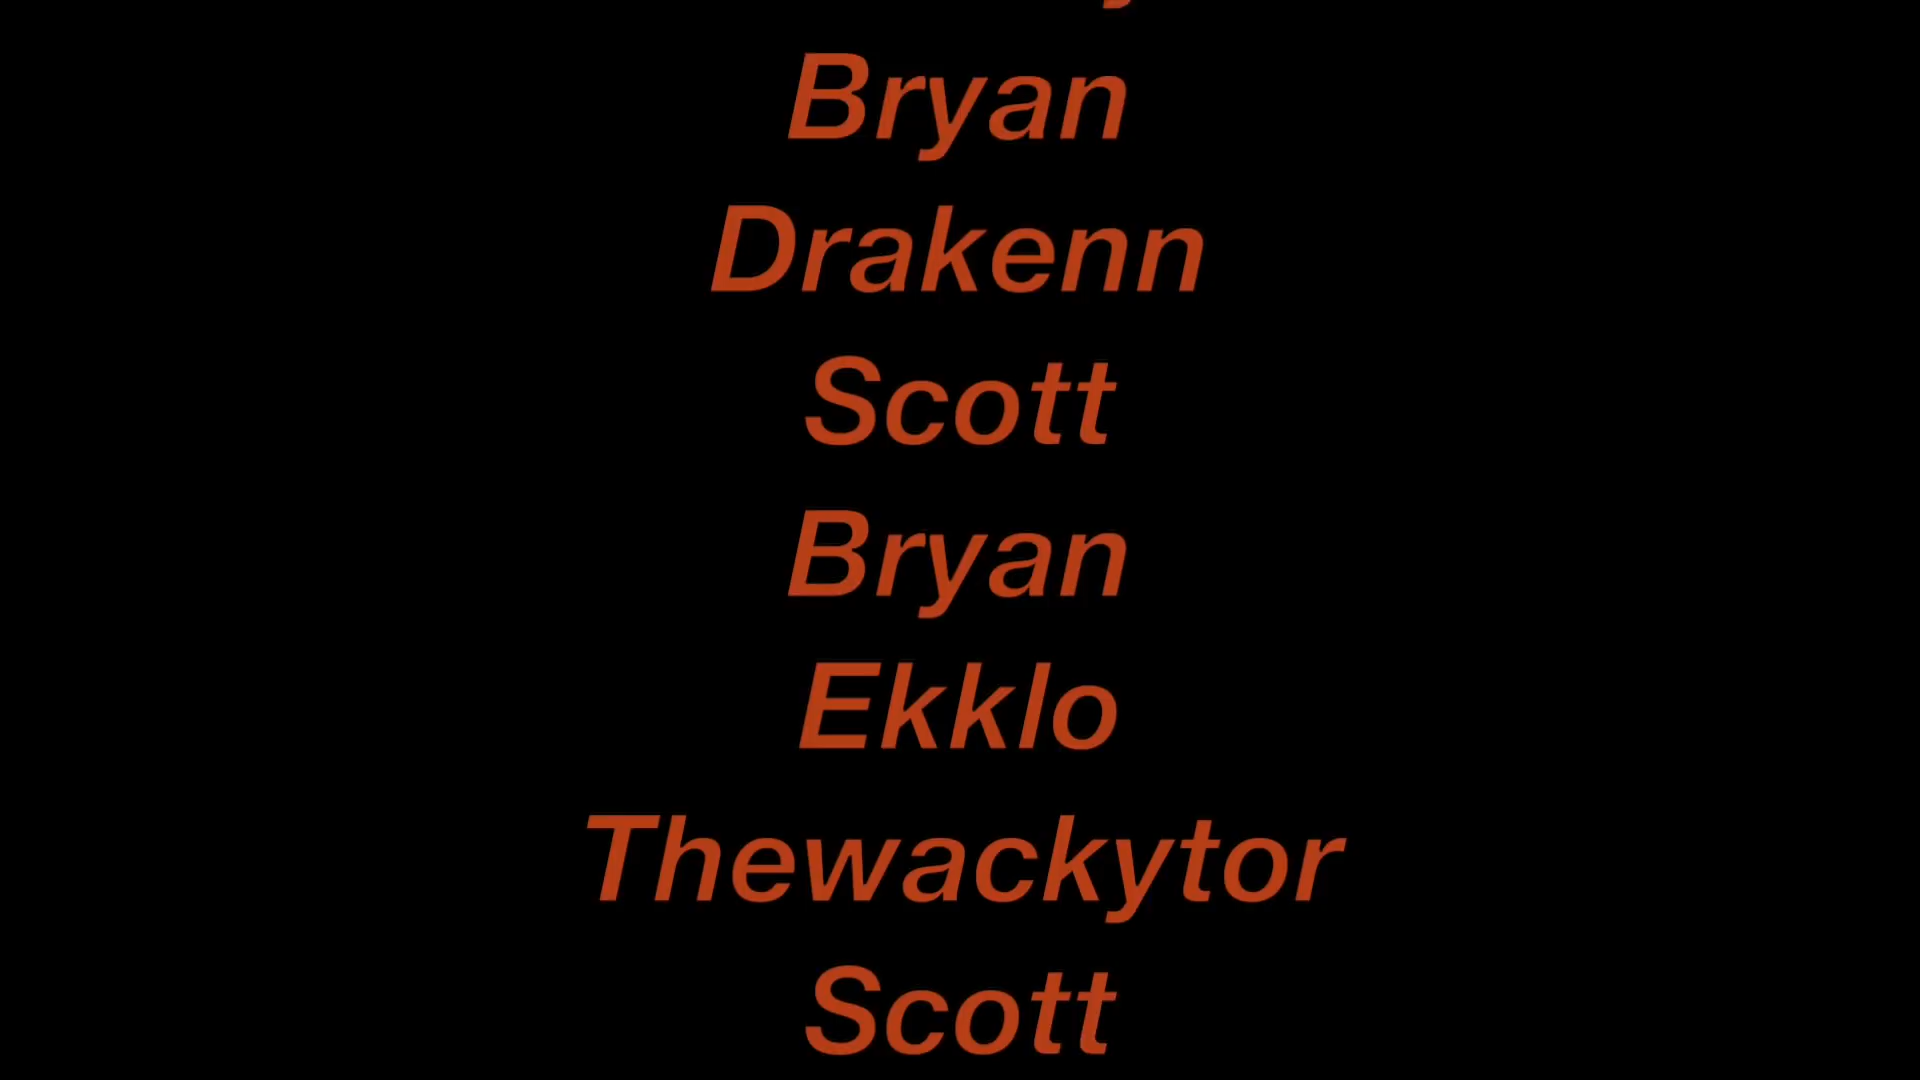 Bryan
Drakenn
Scott
Bryan
Ekklo
Thewackytor
Scott